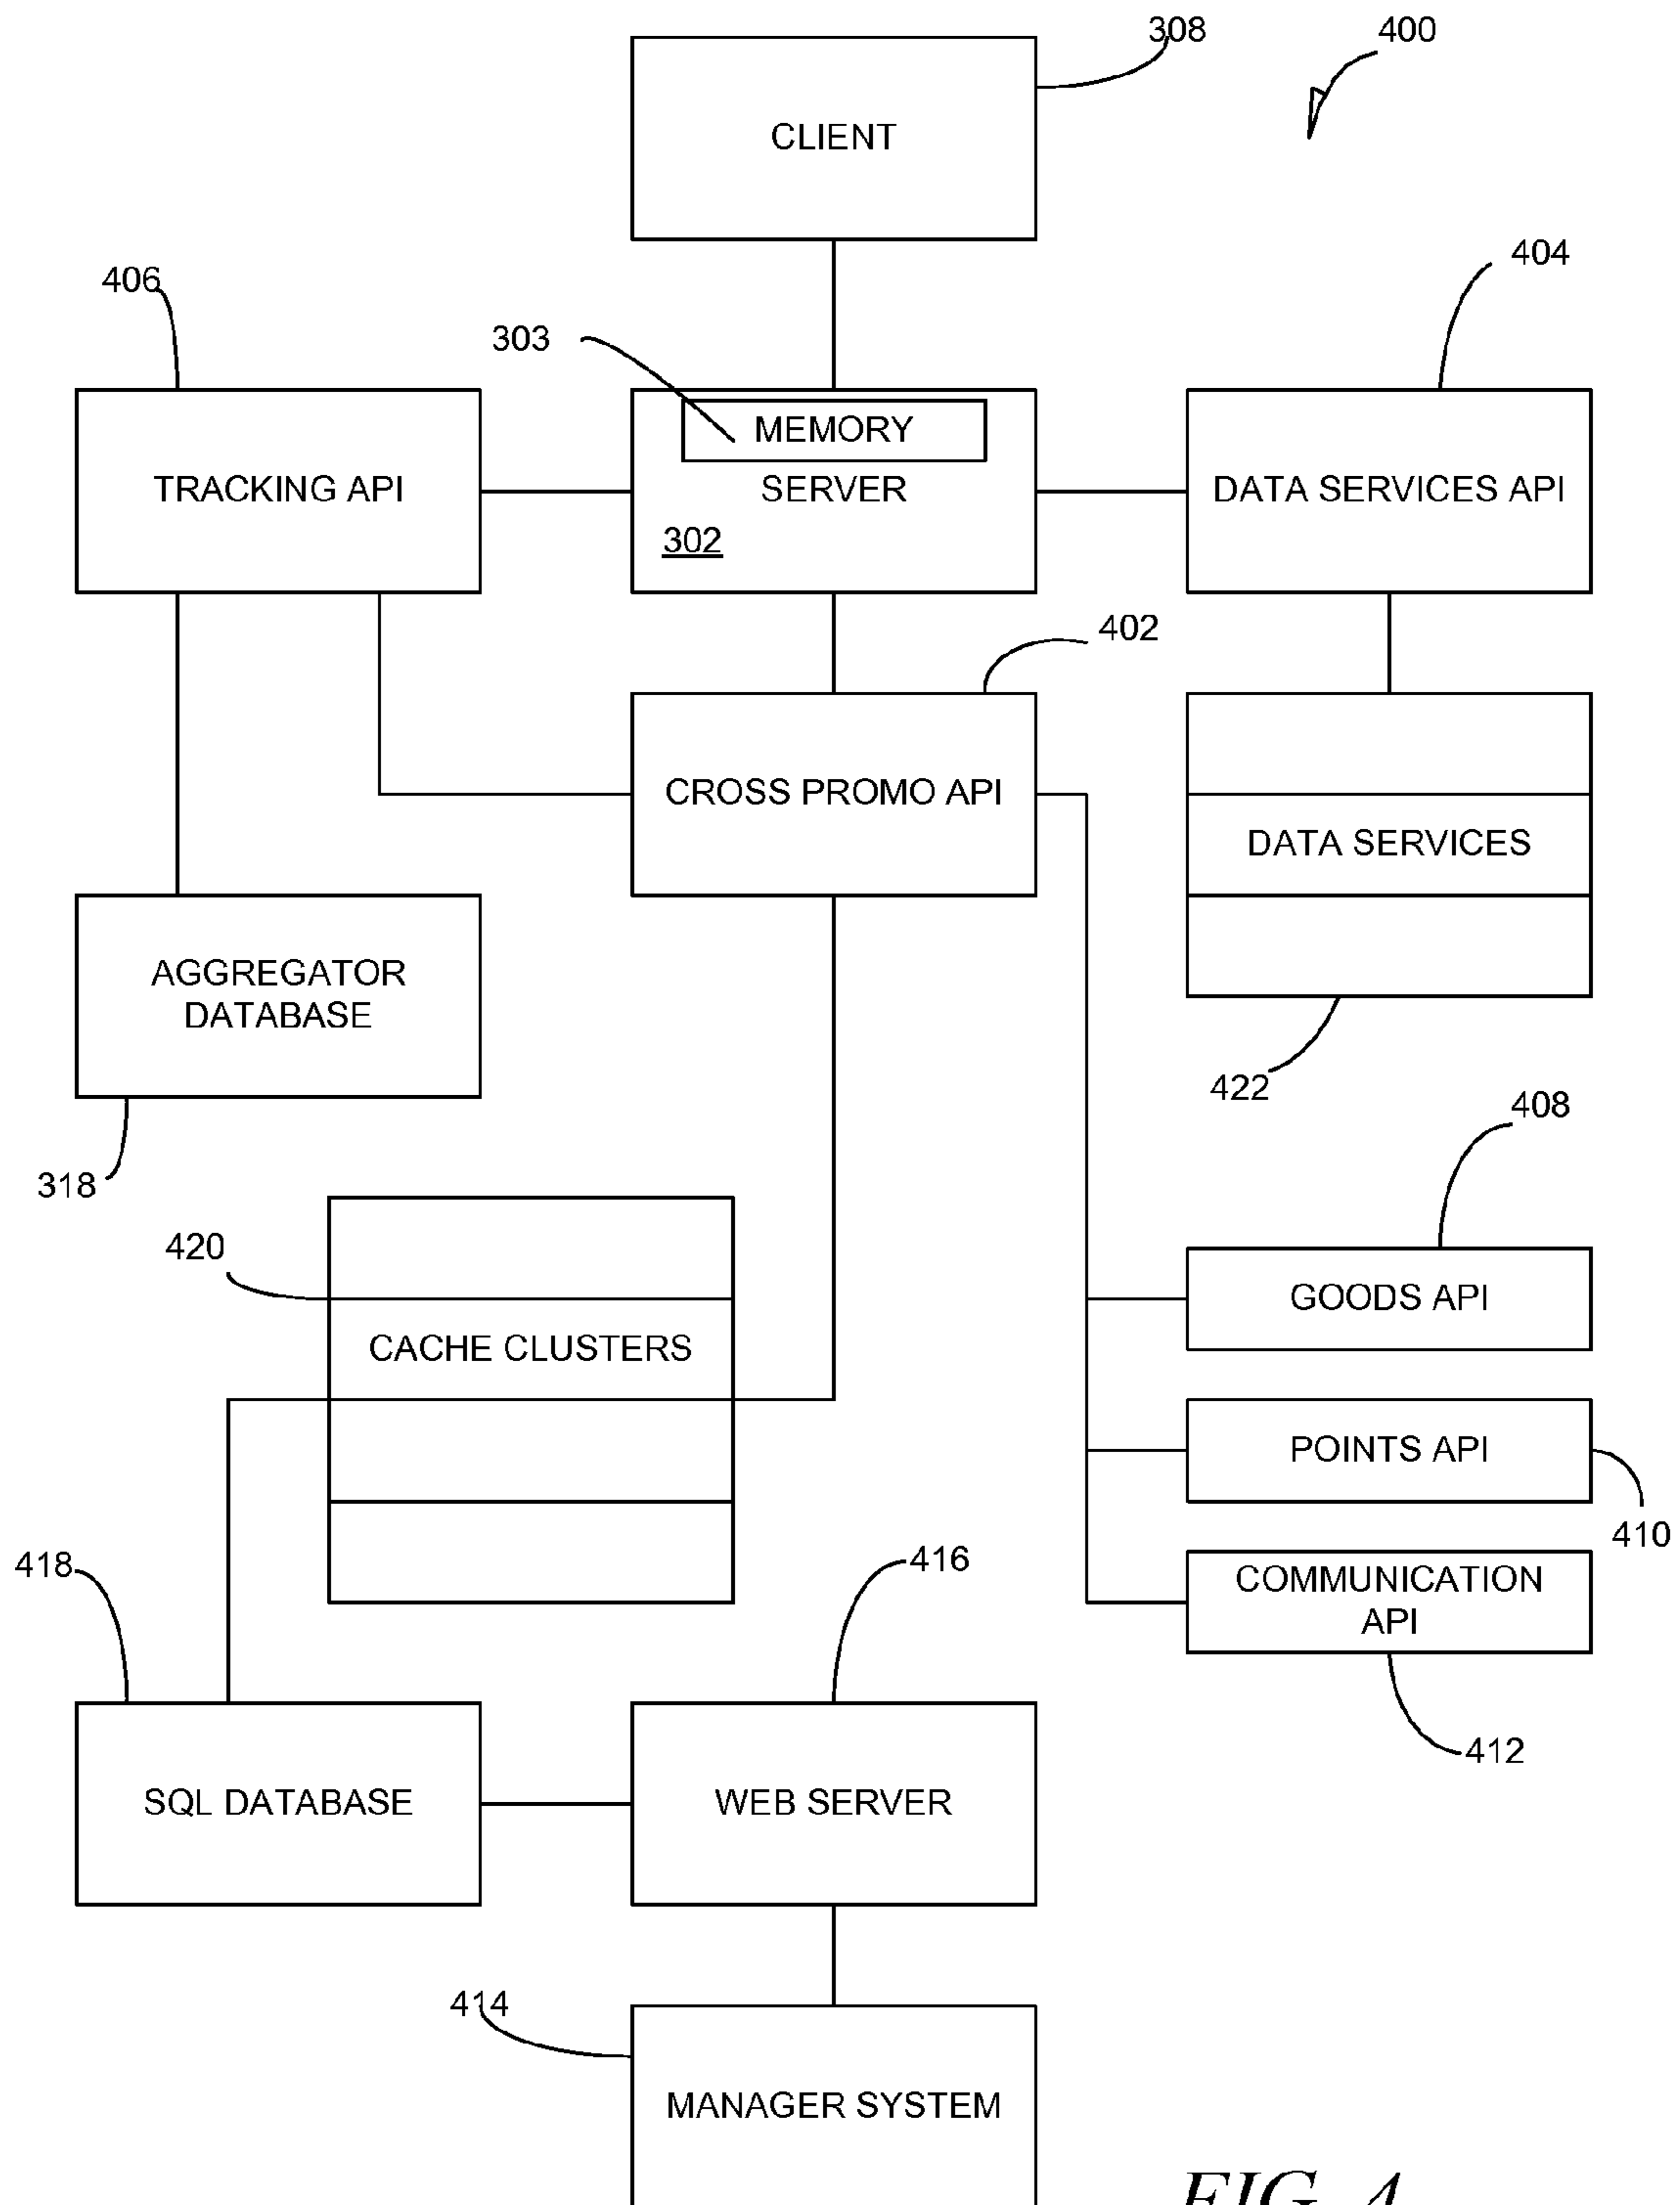 308
400
CLIENT
406
404
303
MEMORY
TRACKING API
SERVER
DATA SERVICES API
302
402
CROSS PROMO API
DATA SERVICES
AGGREGATOR
DATABASE
422
408
318
420
GOODS API
CACHE CLUSTERS
POINTS API
410
418
416
COMMUNICATION
API
412
SQL DATABASE
WEB SERVER
414
MANAGER SYSTEM
FIG. 4